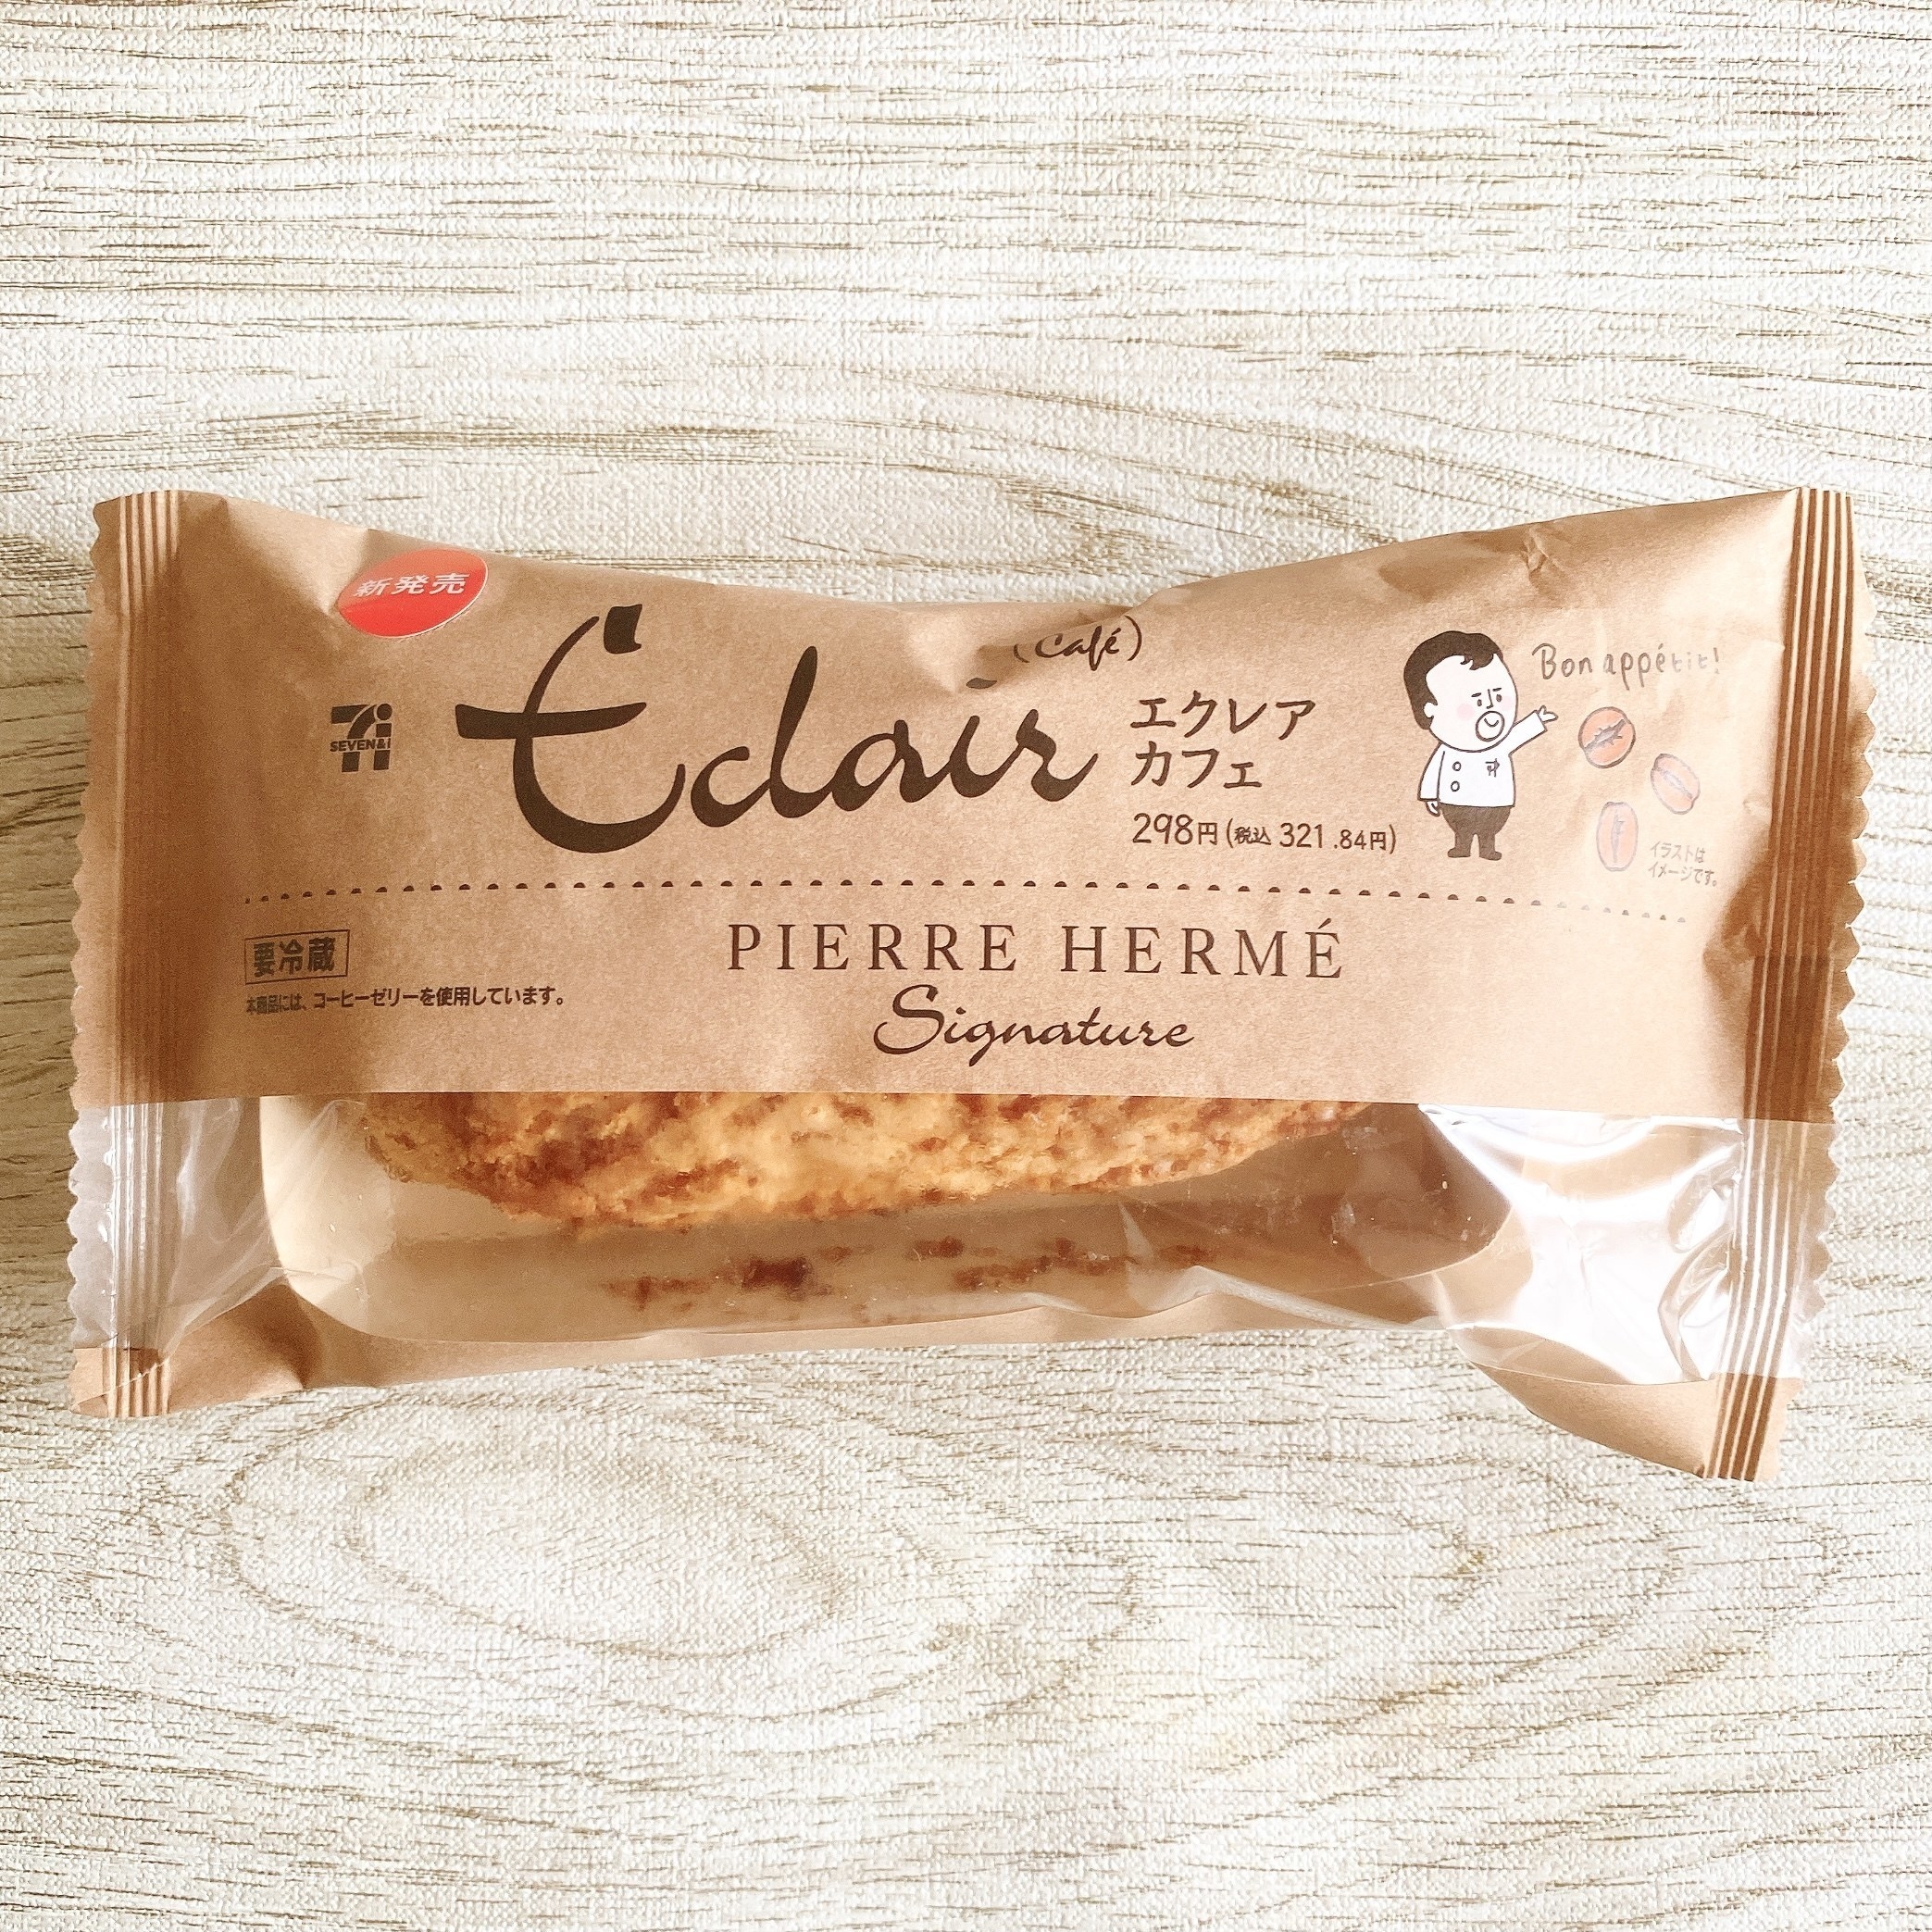 新発売
Eclair
(Café)
SEVEN&i
エクレア
カフェ
298円(税込 321.84円)
Bon appétit!
イラストは
イメージです。
要冷蔵
本商品には、コーヒーゼリーを使用しています。
PIERRE HERMÉ
Signature